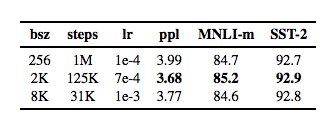 bsz steps lr ppl MNLI-m SST-2
256 1M 1e-4 3.99 84.7 92.7
2K 125K 7e-4 3.68 85.2 92.9
8K 31K 1e-3 3.77 84.6 92.8